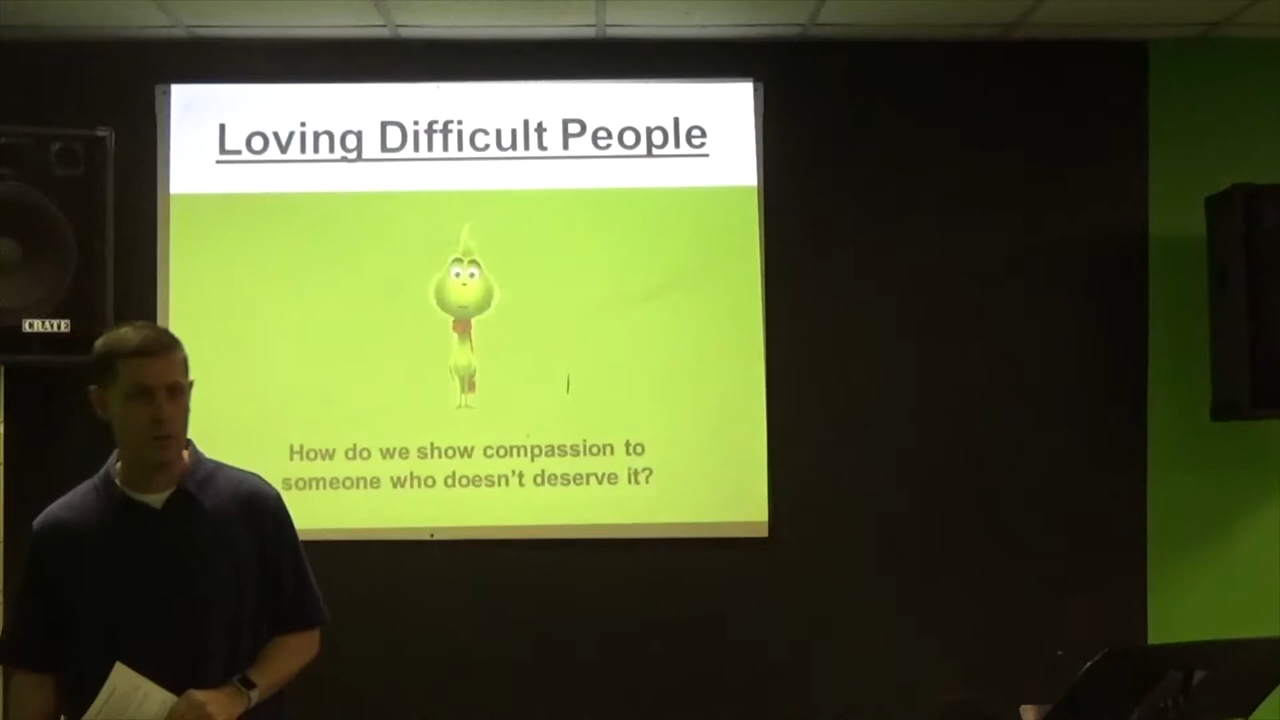 Loving Difficult People
CRATE
How do we show compassion to
someone who doesn't deserve it?